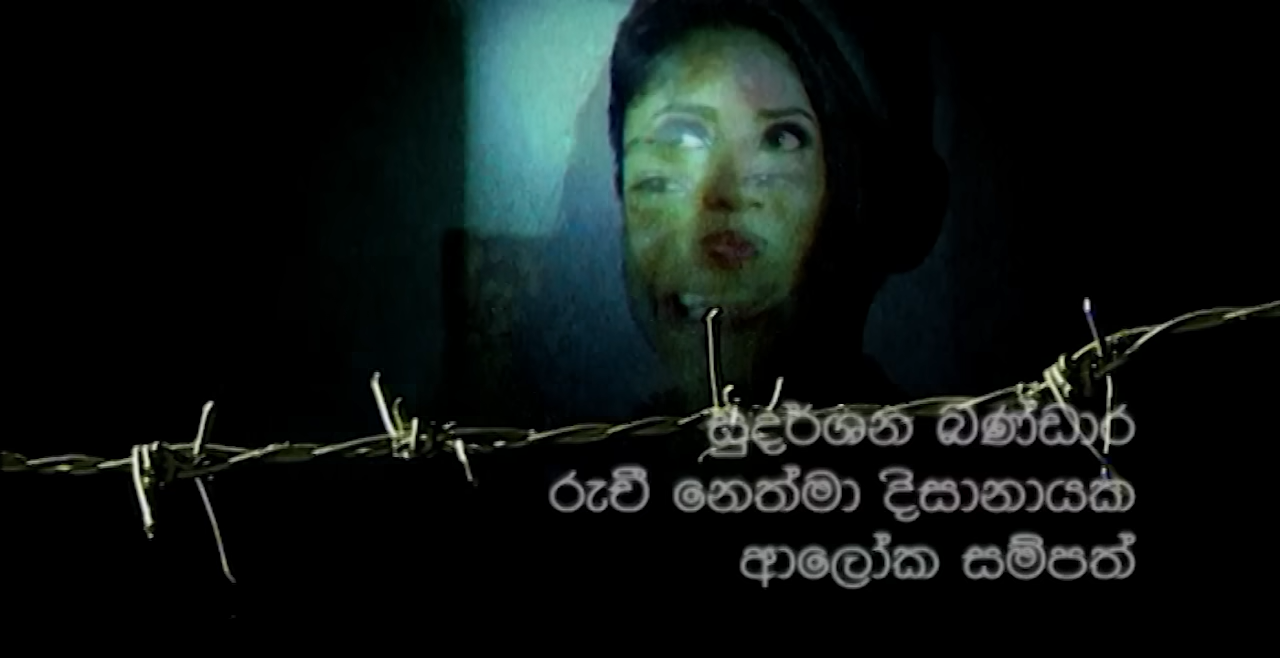 සුදර්ශන බණ්ඩාර
රුචී නෙත්මා දිසානායක
ආලෝක සම්පත්